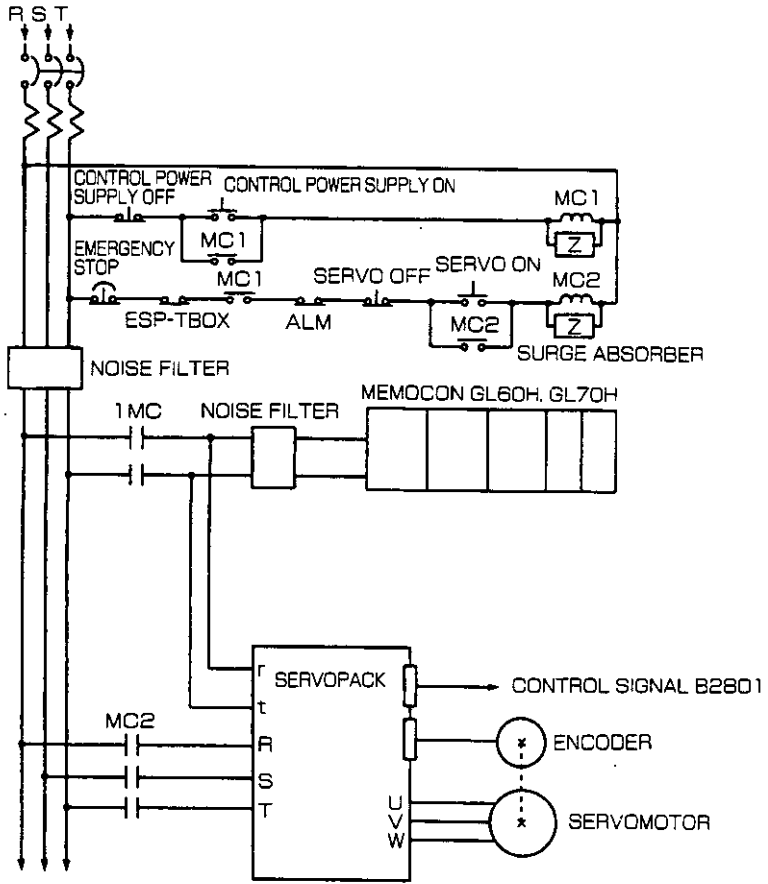 R S T
CONTROL POWER
SUPPLY OFF
CONTROL POWER SUPPLY ON
MC1
MC1
Z
EMERGENCY
STOP
MC1
SERVO OFF
SERVO ON
MC2
ESP-TBOX
ALM
MC2
Z
SURGE ABSORBER
NOISE FILTER
1MC
NOISE FILTER
MEMOCON GL60H. GL70H
r
SERVOPACK
CONTROL SIGNAL B2801
t
MC2
R
ENCODER
S
T
U
V
W
SERVOMOTOR